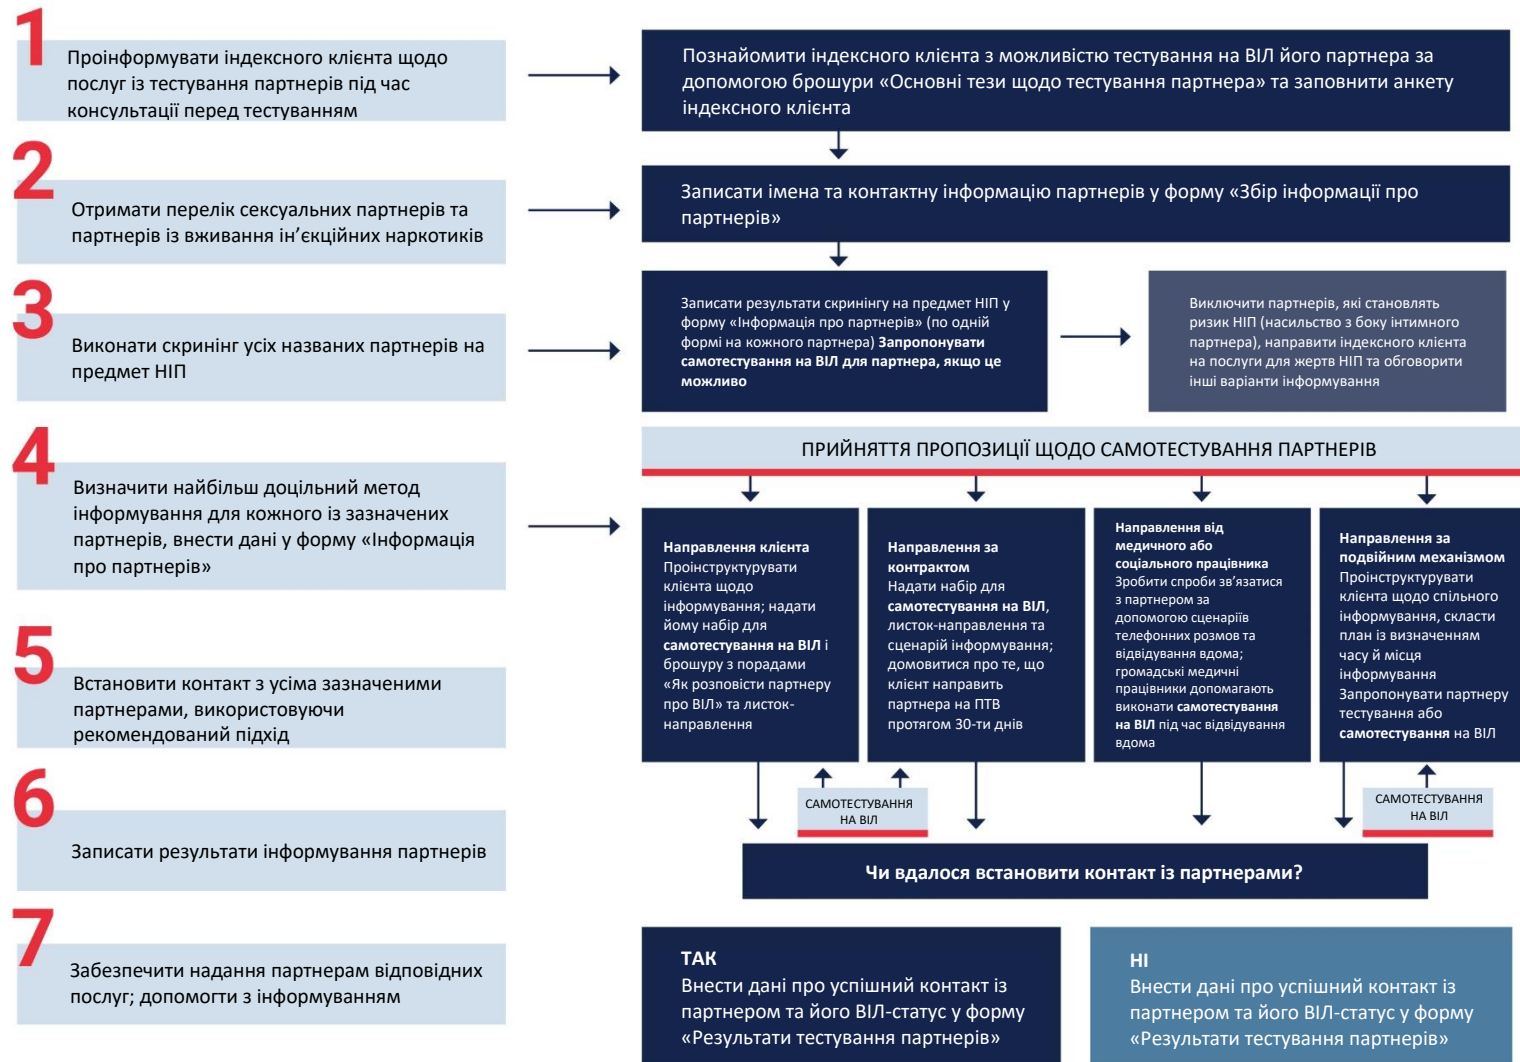 1
Проінформувати індексного клієнта щодо
послуг із тестування партнерів під час
консультації перед тестуванням
Познайомити індексного клієнта з можливістю тестування на ВІЛ його партнера за
допомогою брошури «Основні тези щодо тестування партнера» та заповнити анкету
індексного клієнта
2
Отримати перелік сексуальних партнерів та
партнерів із вживання ін’єкційних наркотиків
Записати імена та контактну інформацію партнерів у форму «Збір інформації про
партнерів»
3
Виконати скринінг усіх названих партнерів на
предмет НІП
Записати результати скринінгу на предмет НІП у
форму «Інформація про партнерів» (по одній
формі на кожного партнера) Запропонувати
самотестування на ВІЛ для партнера, якщо це
можливо
Виключити партнерів, які становлять
ризик НІП (насильство з боку інтимного
партнера), направити індексного клієнта
на послуги для жертв НІП та обговорити
інші варіанти інформування
4
Визначити найбільш доцільний метод
інформування для кожного із зазначених
партнерів, внести дані у форму «Інформація
про партнерів»
ПРИЙНЯТТЯ ПРОПОЗИЦІЇ ЩОДО САМОТЕСТУВАННЯ ПАРТНЕРІВ
Направлення клієнта
Проінструктурувати
клієнта щодо
інформування; надати
йому набір для
самотестування на ВІЛ і
брошуру з порадами
«Як розповісти партнеру
про ВІЛ» та листок-
направлення
Направлення за
контрактом
Надати набір для
самотестування на ВІЛ,
листок-направлення та
сценарій інформування;
домовитися про те, що
клієнт направить
партнера на ПТВ
протягом 30-ти днів
Направлення від
медичного або
соціального працівника
Зробити спроби зв’язатися
з партнером за
допомогою сценаріїв
телефонних розмов та
відвідування вдома;
громадські медичні
працівники допомагають
виконати самотестування
на ВІЛ під час відвідування
вдома
Направлення за
подвійним механізмом
Проінструктурувати
клієнта щодо спільного
інформування, скласти
план із визначенням
часу й місця
інформування
Запропонувати партнеру
тестування або
самотестування на ВІЛ
5
Встановити контакт з усіма зазначеними
партнерами, використовуючи
рекомендований підхід
САМОТЕСТУВАННЯ
НА ВІЛ
САМОТЕСТУВАННЯ
НА ВІЛ
6
Записати результати інформування партнерів
Чи вдалося встановити контакт із партнерами?
7
Забезпечити надання партнерам відповідних
послуг; допомогти з інформуванням
ТАК
Внести дані про успішний контакт із
партнером та його ВІЛ-статус у форму
«Результати тестування партнерів»
НІ
Внести дані про успішний контакт із
партнером та його ВІЛ-статус у форму
«Результати тестування партнерів»